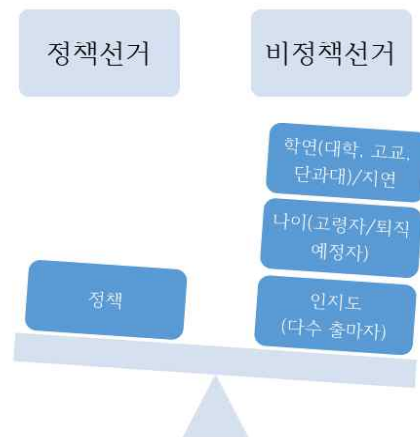 정책선거
비정책선거
학연(대학, 고교,
단과대)/지연
나이(고령자/퇴직
예정자)
정책
인지도
(다수 출마자)